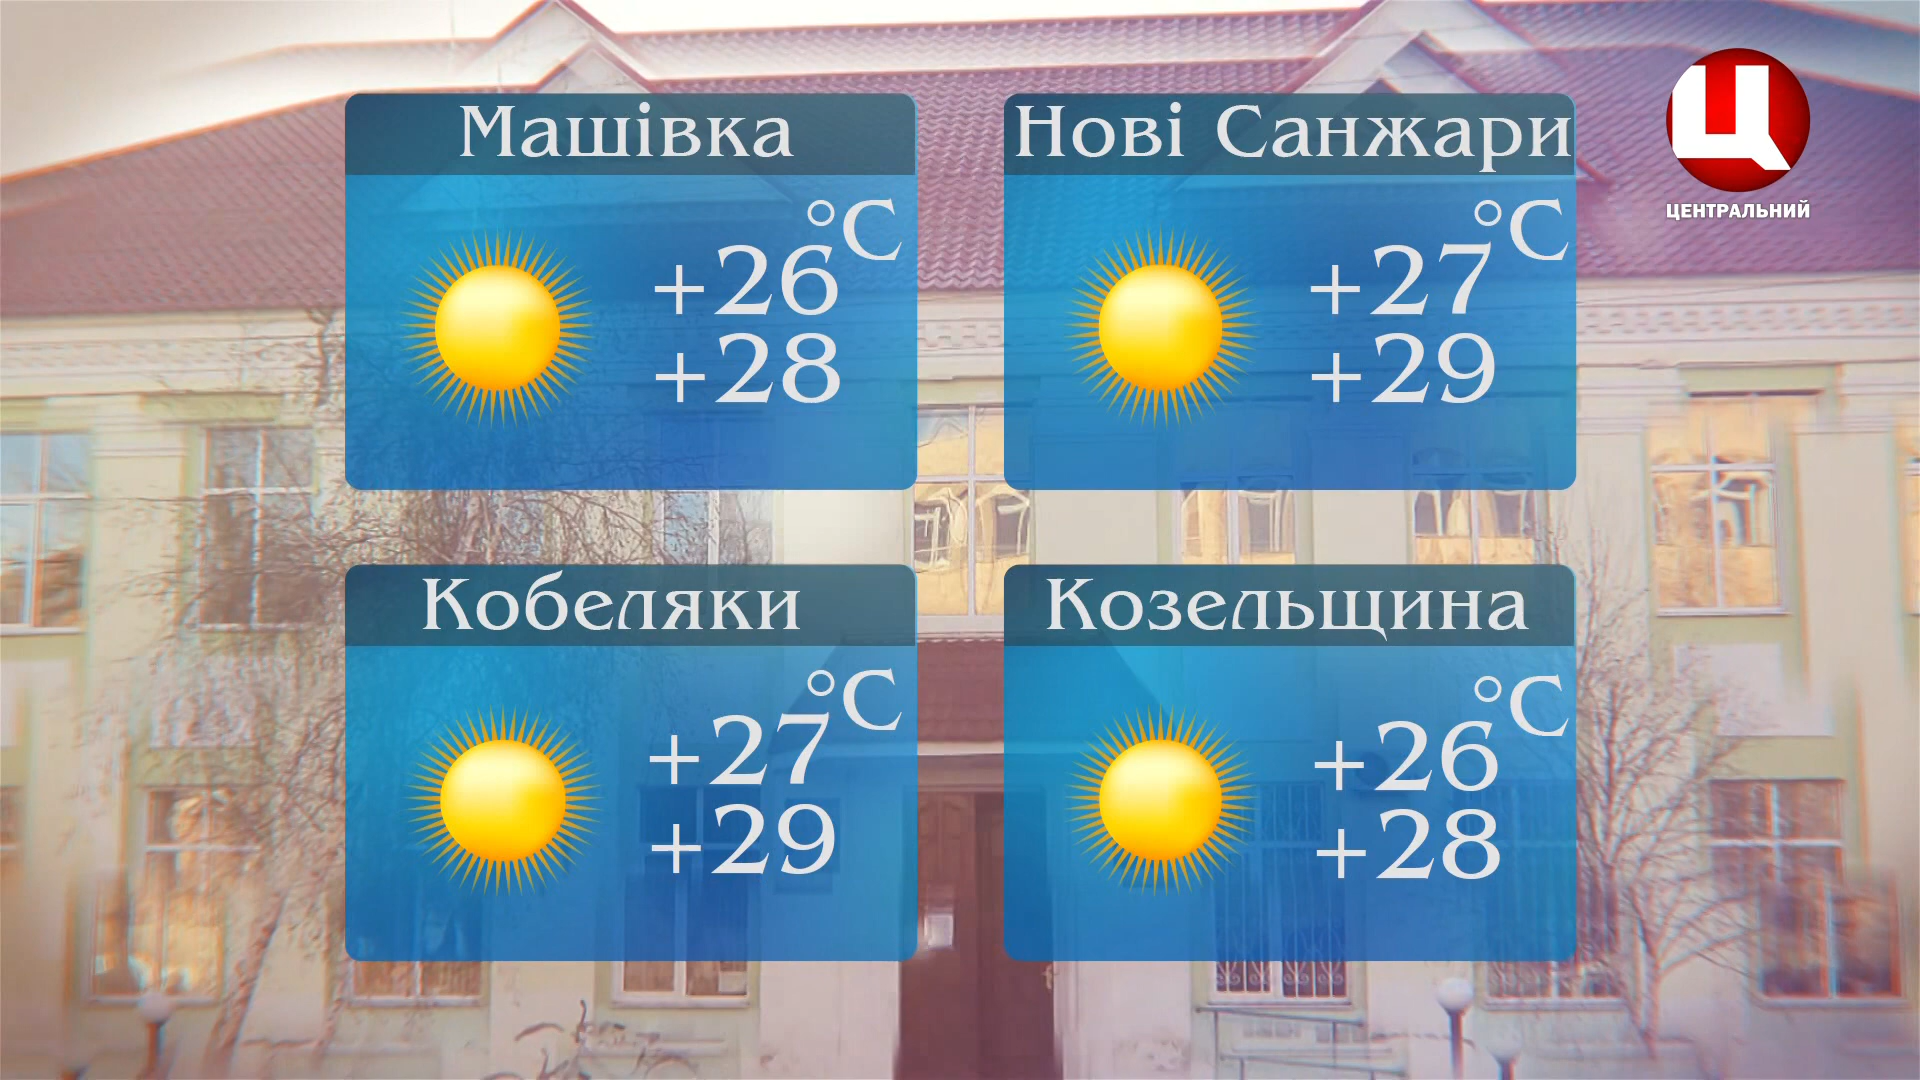 Машівка
°C
+26
+28
Нові Санжари
°C
+27
+29
Ц
ЦЕНТРАЛЬНИЙ
Кобеляки
°C
+27
+29
Козельщина
°C
+26
+28